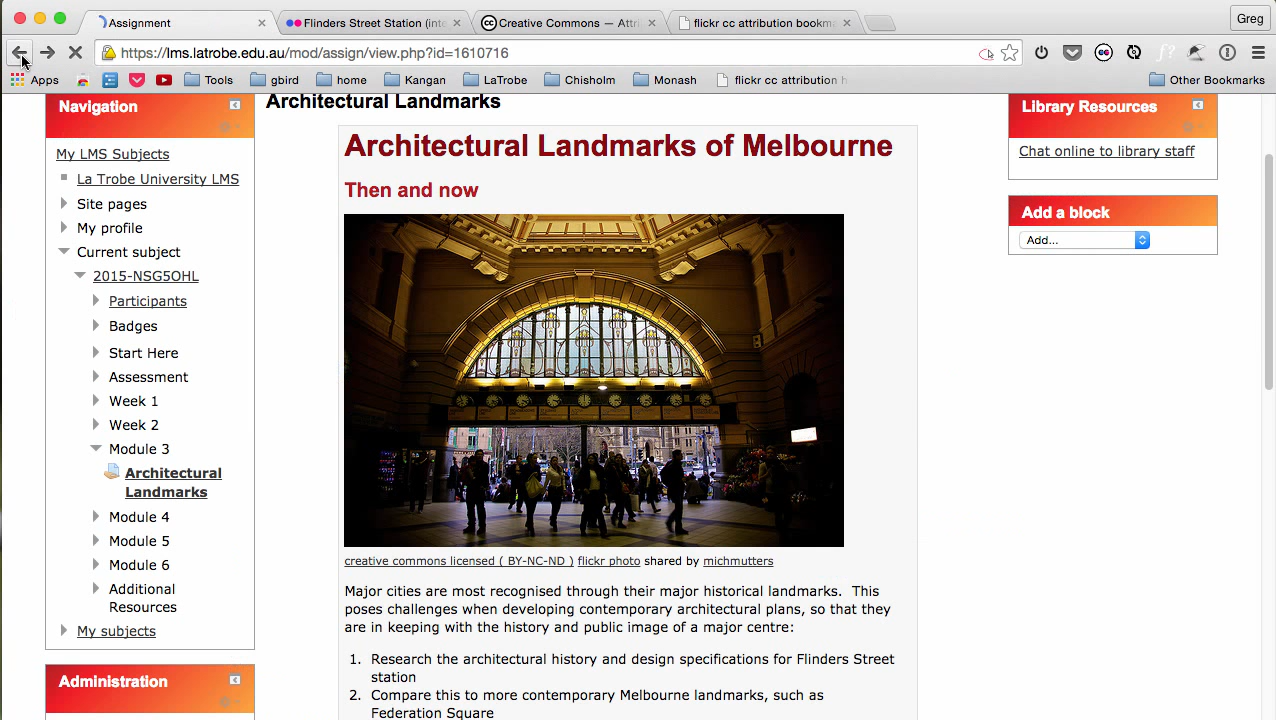 Assignment
Flinders Street Station (inte
Creative Commons — Attri
flickr cc attribution bookma
Greg
https://lms.latrobe.edu.au/mod/assign/view.php?id=1610716
Apps
Tools
gbird
home
Kangan
LaTrobe
Chisholm
Monash
flickr cc attribution h
Other Bookmarks
Navigation
My LMS Subjects
La Trobe University LMS
Site pages
My profile
Current subject
2015-NSG5OHL
Participants
Badges
Start Here
Assessment
Week 1
Week 2
Module 3
Architectural
Landmarks
Module 4
Module 5
Module 6
Additional
Resources
My subjects
Administration
Architectural Landmarks
Architectural Landmarks of Melbourne
Then and now
creative commons licensed ( BY-NC-ND ) flickr photo shared by michmutters
Major cities are most recognised through their major historical landmarks.  This
poses challenges when developing contemporary architectural plans, so that they
are in keeping with the history and public image of a major centre:
1. Research the architectural history and design specifications for Flinders Street
station
2. Compare this to more contemporary Melbourne landmarks, such as
Federation Square
Library Resources
Chat online to library staff
Add a block
Add...